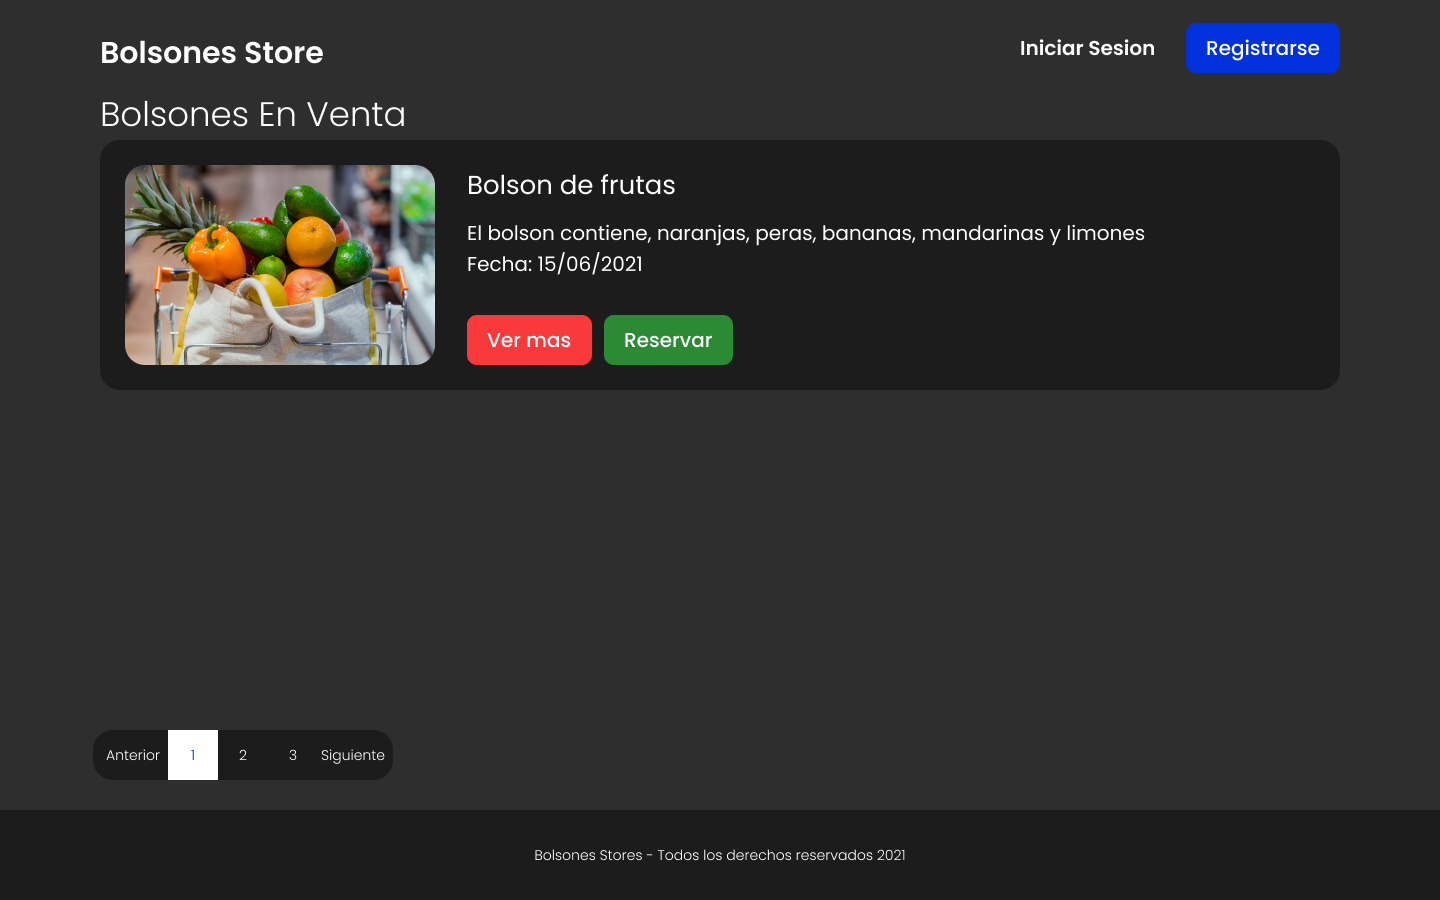 Bolsones Store
Iniciar Sesion
Registrarse
Bolsones En Venta
Bolson de frutas
El bolson contiene, naranjas, peras, bananas, mandarinas y limones
Fecha: 15/06/2021
Ver mas
Reservar
Anterior
1
2
3
Siguiente
Bolsones Stores - Todos los derechos reservados 2021